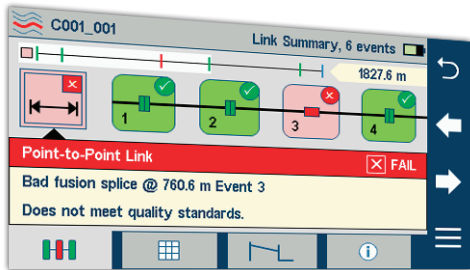 C001_001
Link Summary, 6 events
1827.6 m
1
2
3
4
Point-to-Point Link
FAIL
Bad fusion splice @ 760.6 m Event 3
Does not meet quality standards.